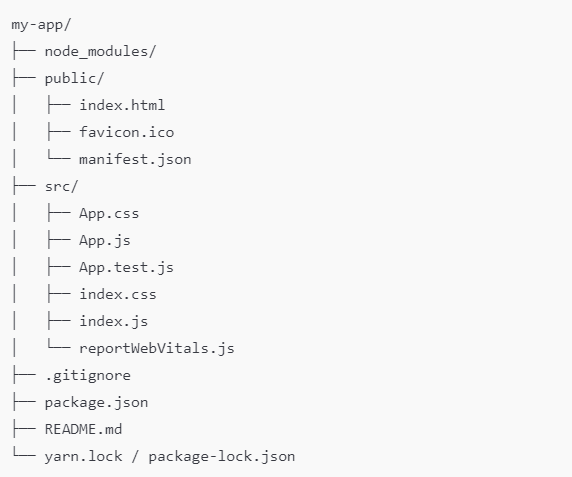 my-app/
├── node_modules/
├── public/
│   ├── index.html
│   ├── favicon.ico
│   └── manifest.json
├── src/
│   ├── App.css
│   ├── App.js
│   ├── App.test.js
│   ├── index.css
│   ├── index.js
│   └── reportWebVitals.js
├── .gitignore
├── package.json
├── README.md
└── yarn.lock / package-lock.json